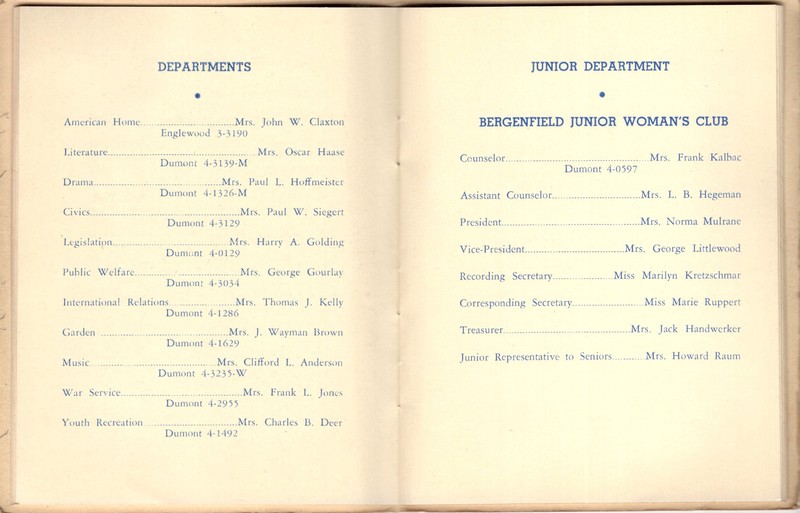 DEPARTMENTS
American Home......................Mrs. John W. Claxton
Englewood 3-3190
Literature......................Mrs. Oscar Haase
Dumont 4-3139-M
Drama......................Mrs. Paul L. Hoffmeister
Dumont 4-1326-M
Civics......................Mrs. Paul W. Siegert
Dumont 4-3129
Legislation......................Mrs. Harry A. Golding
Dumont 4-0129
Public Welfare......................Mrs. George Gourlay
Dumont 4-3034
International Relations......................Mrs. Thomas J. Kelly
Dumont 4-1286
Garden ......................Mrs. J. Wayman Brown
Dumont 4-1629
Music......................Mrs. Clifford L. Anderson
Dumont 4-3235-W
War Service......................Mrs. Frank L. Jones
Dumont 4-2955
Youth Recreation......................Mrs. Charles B. Deer
Dumont 4-1492
JUNIOR DEPARTMENT
BERGENFIELD JUNIOR WOMAN'S CLUB
Counselor......................Mrs. Frank Kalbac
Dumont 4-0597
Assistant Counselor......................Mrs. L. B. Hegeman
President......................Mrs. Norma Mulrane
Vice-President......................Mrs. George Littlewood
Recording Secretary......................Miss Marilyn Kretzschmar
Corresponding Secretary......................Miss Marie Ruppert
Treasurer......................Mrs. Jack Handwerker
Junior Representative to Seniors..........Mrs. Howard Raum